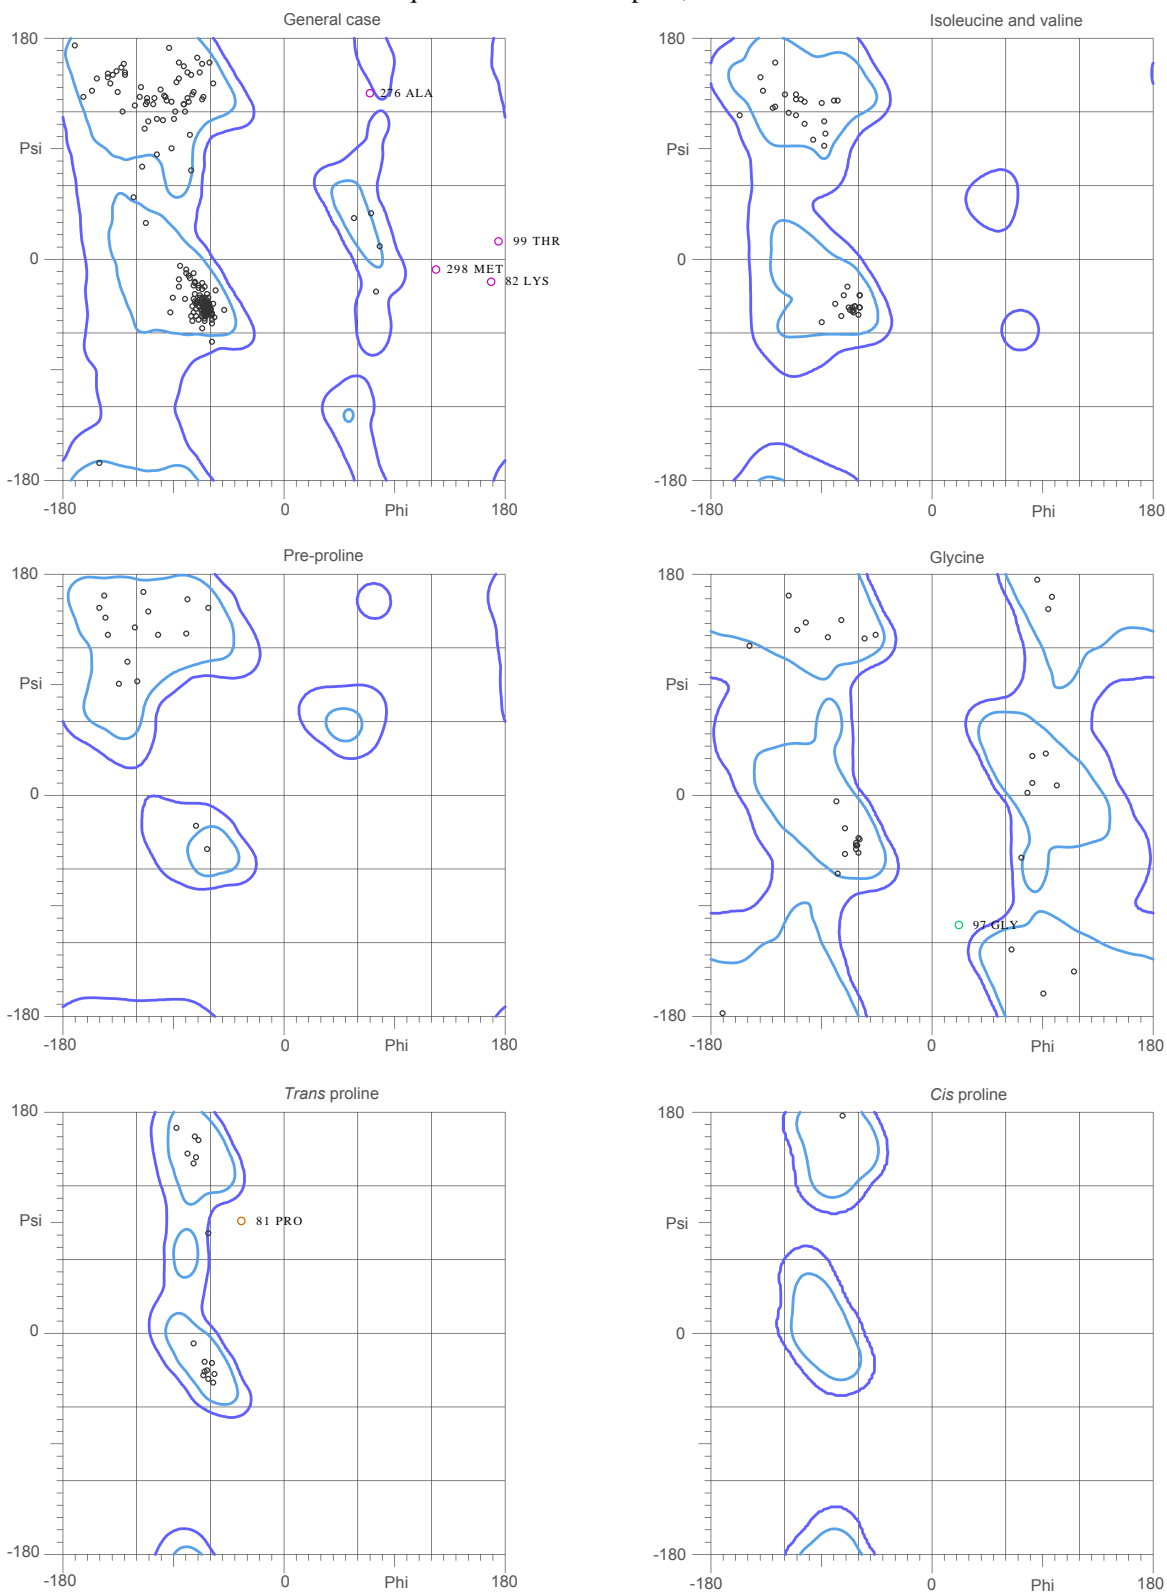 General case
180
276 ALA
Psi
99 THR
298 MET
82 LYS
0
-180
-180
0
Phi
180
Isoleucine and valine
180
Psi
0
-180
-180
0
Phi
180
Pre-proline
180
Psi
0
-180
-180
0
Phi
180
Glycine
180
Psi
0
97 GLY
-180
-180
0
Phi
180
Trans proline
180
Psi
81 PRO
0
-180
-180
0
Phi
180
Cis proline
180
Psi
0
-180
-180
0
Phi
180